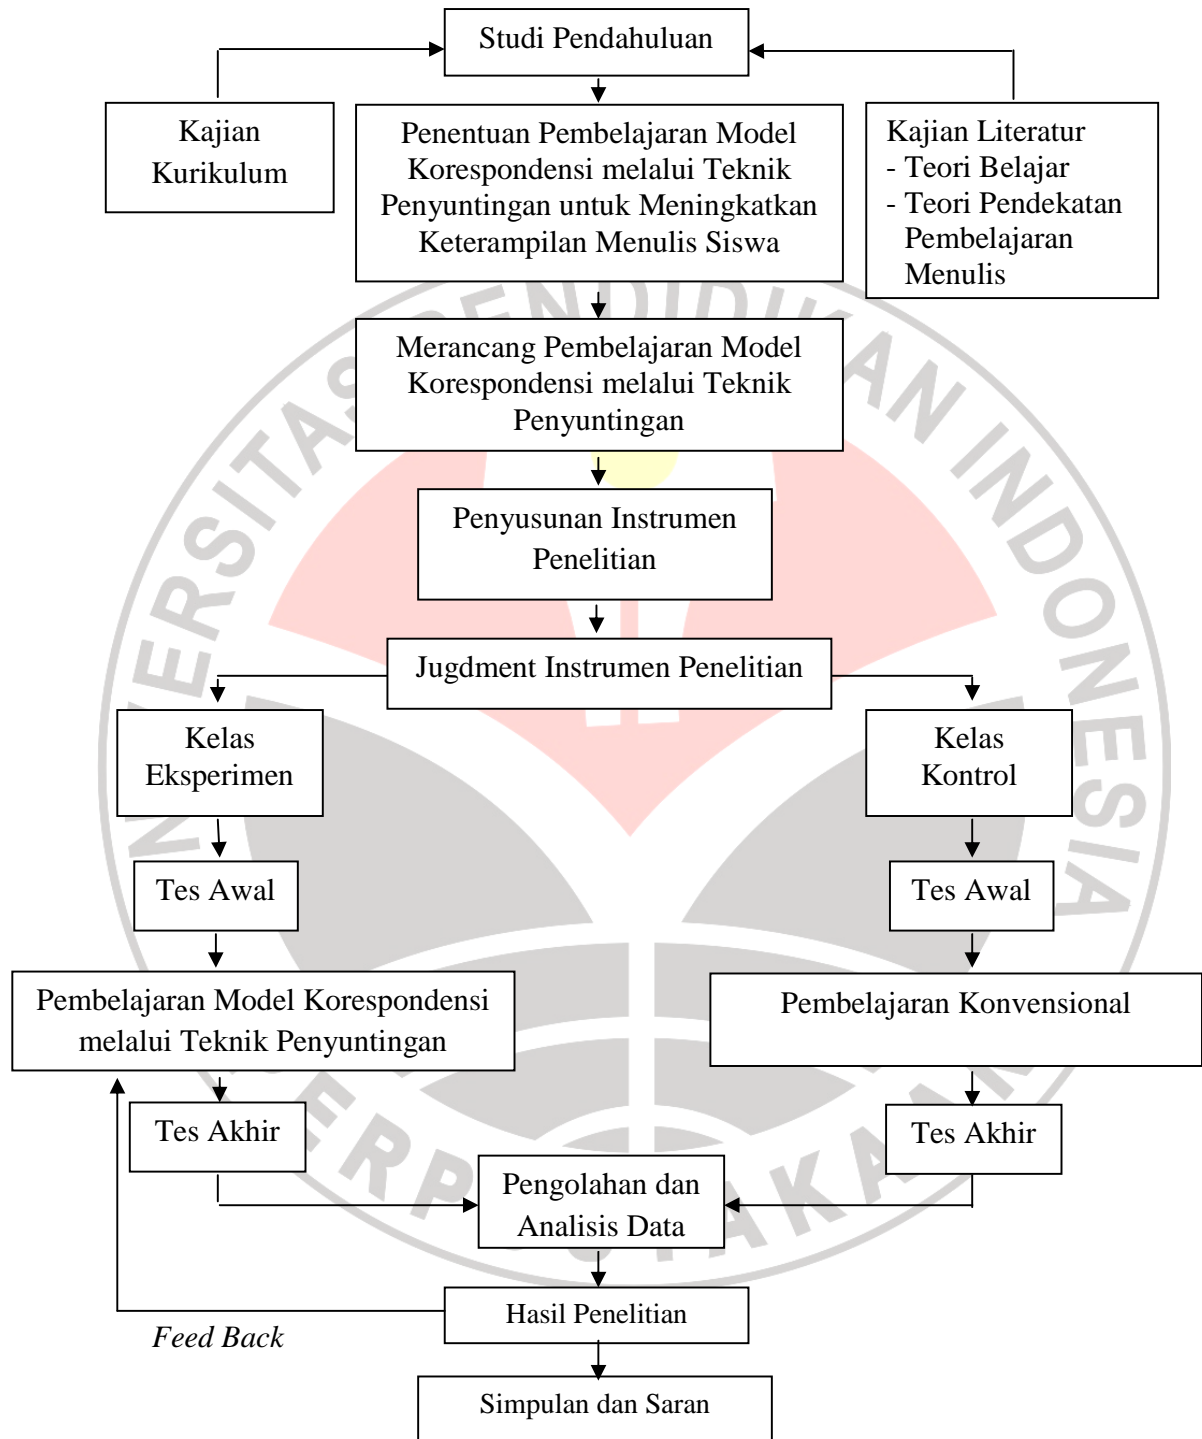 Studi Pendahuluan
Kajian
Kurikulum
Penentuan Pembelajaran Model
Korespondensi melalui Teknik
Penyuntingan untuk Meningkatkan
Keterampilan Menulis Siswa
Kajian Literatur
- Teori Belajar
- Teori Pendekatan
Pembelajaran
Menulis
Merancang Pembelajaran Model
Korespondensi melalui Teknik
Penyuntingan
Penyusunan Instrumen
Penelitian
Jugdment Instrumen Penelitian
Kelas
Eksperimen
Kelas
Kontrol
Tes Awal
Tes Awal
Pembelajaran Model Korespondensi
melalui Teknik Penyuntingan
Pembelajaran Konvensional
Tes Akhir
Tes Akhir
Pengolahan dan
Analisis Data
Hasil Penelitian
Feed Back
Simpulan dan Saran